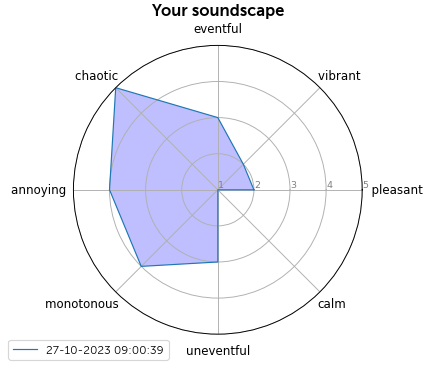 Your soundscape
eventful
chaotic
vibrant
annoying
1 2 3 4 5
pleasant
monotonous
calm
uneventful
27-10-2023 09:00:39